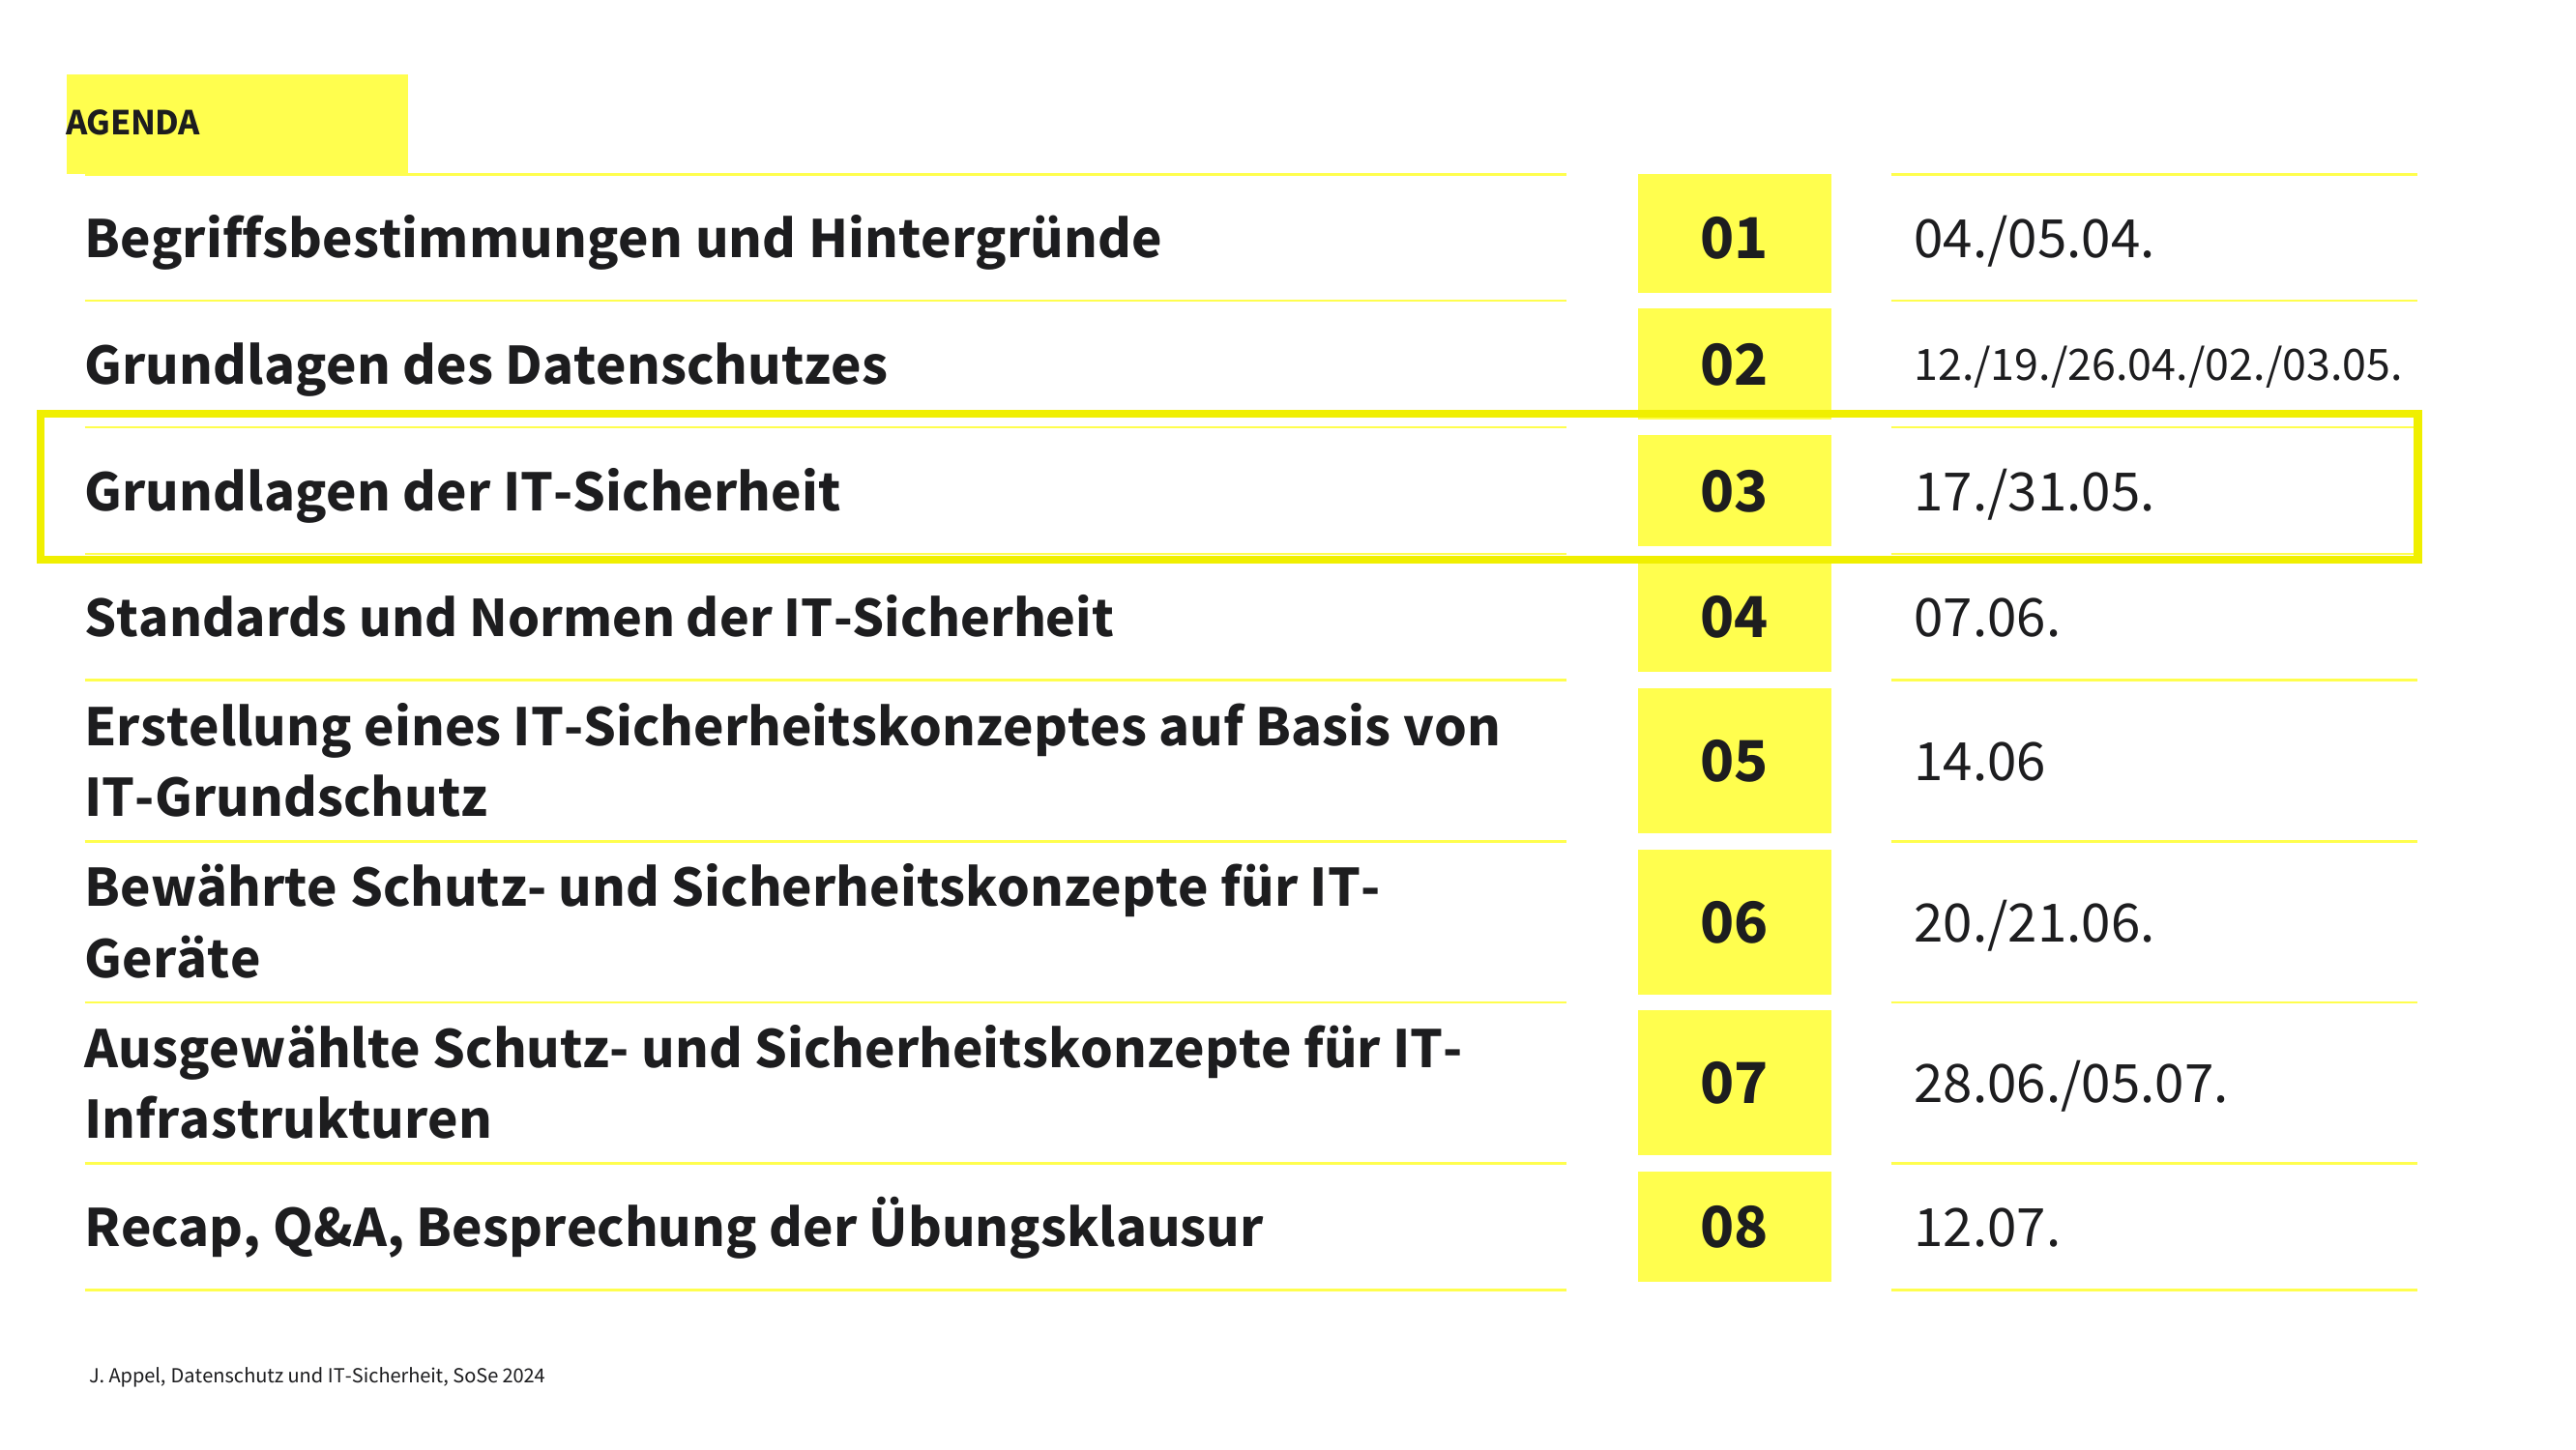 AGENDA
Begriffsbestimmungen und Hintergründe 01 04./05.04.
Grundlagen des Datenschutzes 02 12./19./26.04./02./03.05.
Grundlagen der IT-Sicherheit 03 17./31.05.
Standards und Normen der IT-Sicherheit 04 07.06.
Erstellung eines IT-Sicherheitskonzeptes auf Basis von
IT-Grundschutz 05 14.06
Bewährte Schutz- und Sicherheitskonzepte für IT-
Geräte 06 20./21.06.
Ausgewählte Schutz- und Sicherheitskonzepte für IT-
Infrastrukturen 07 28.06./05.07.
Recap, Q&A, Besprechung der Übungsklausur 08 12.07.
J. Appel, Datenschutz und IT-Sicherheit, SoSe 2024